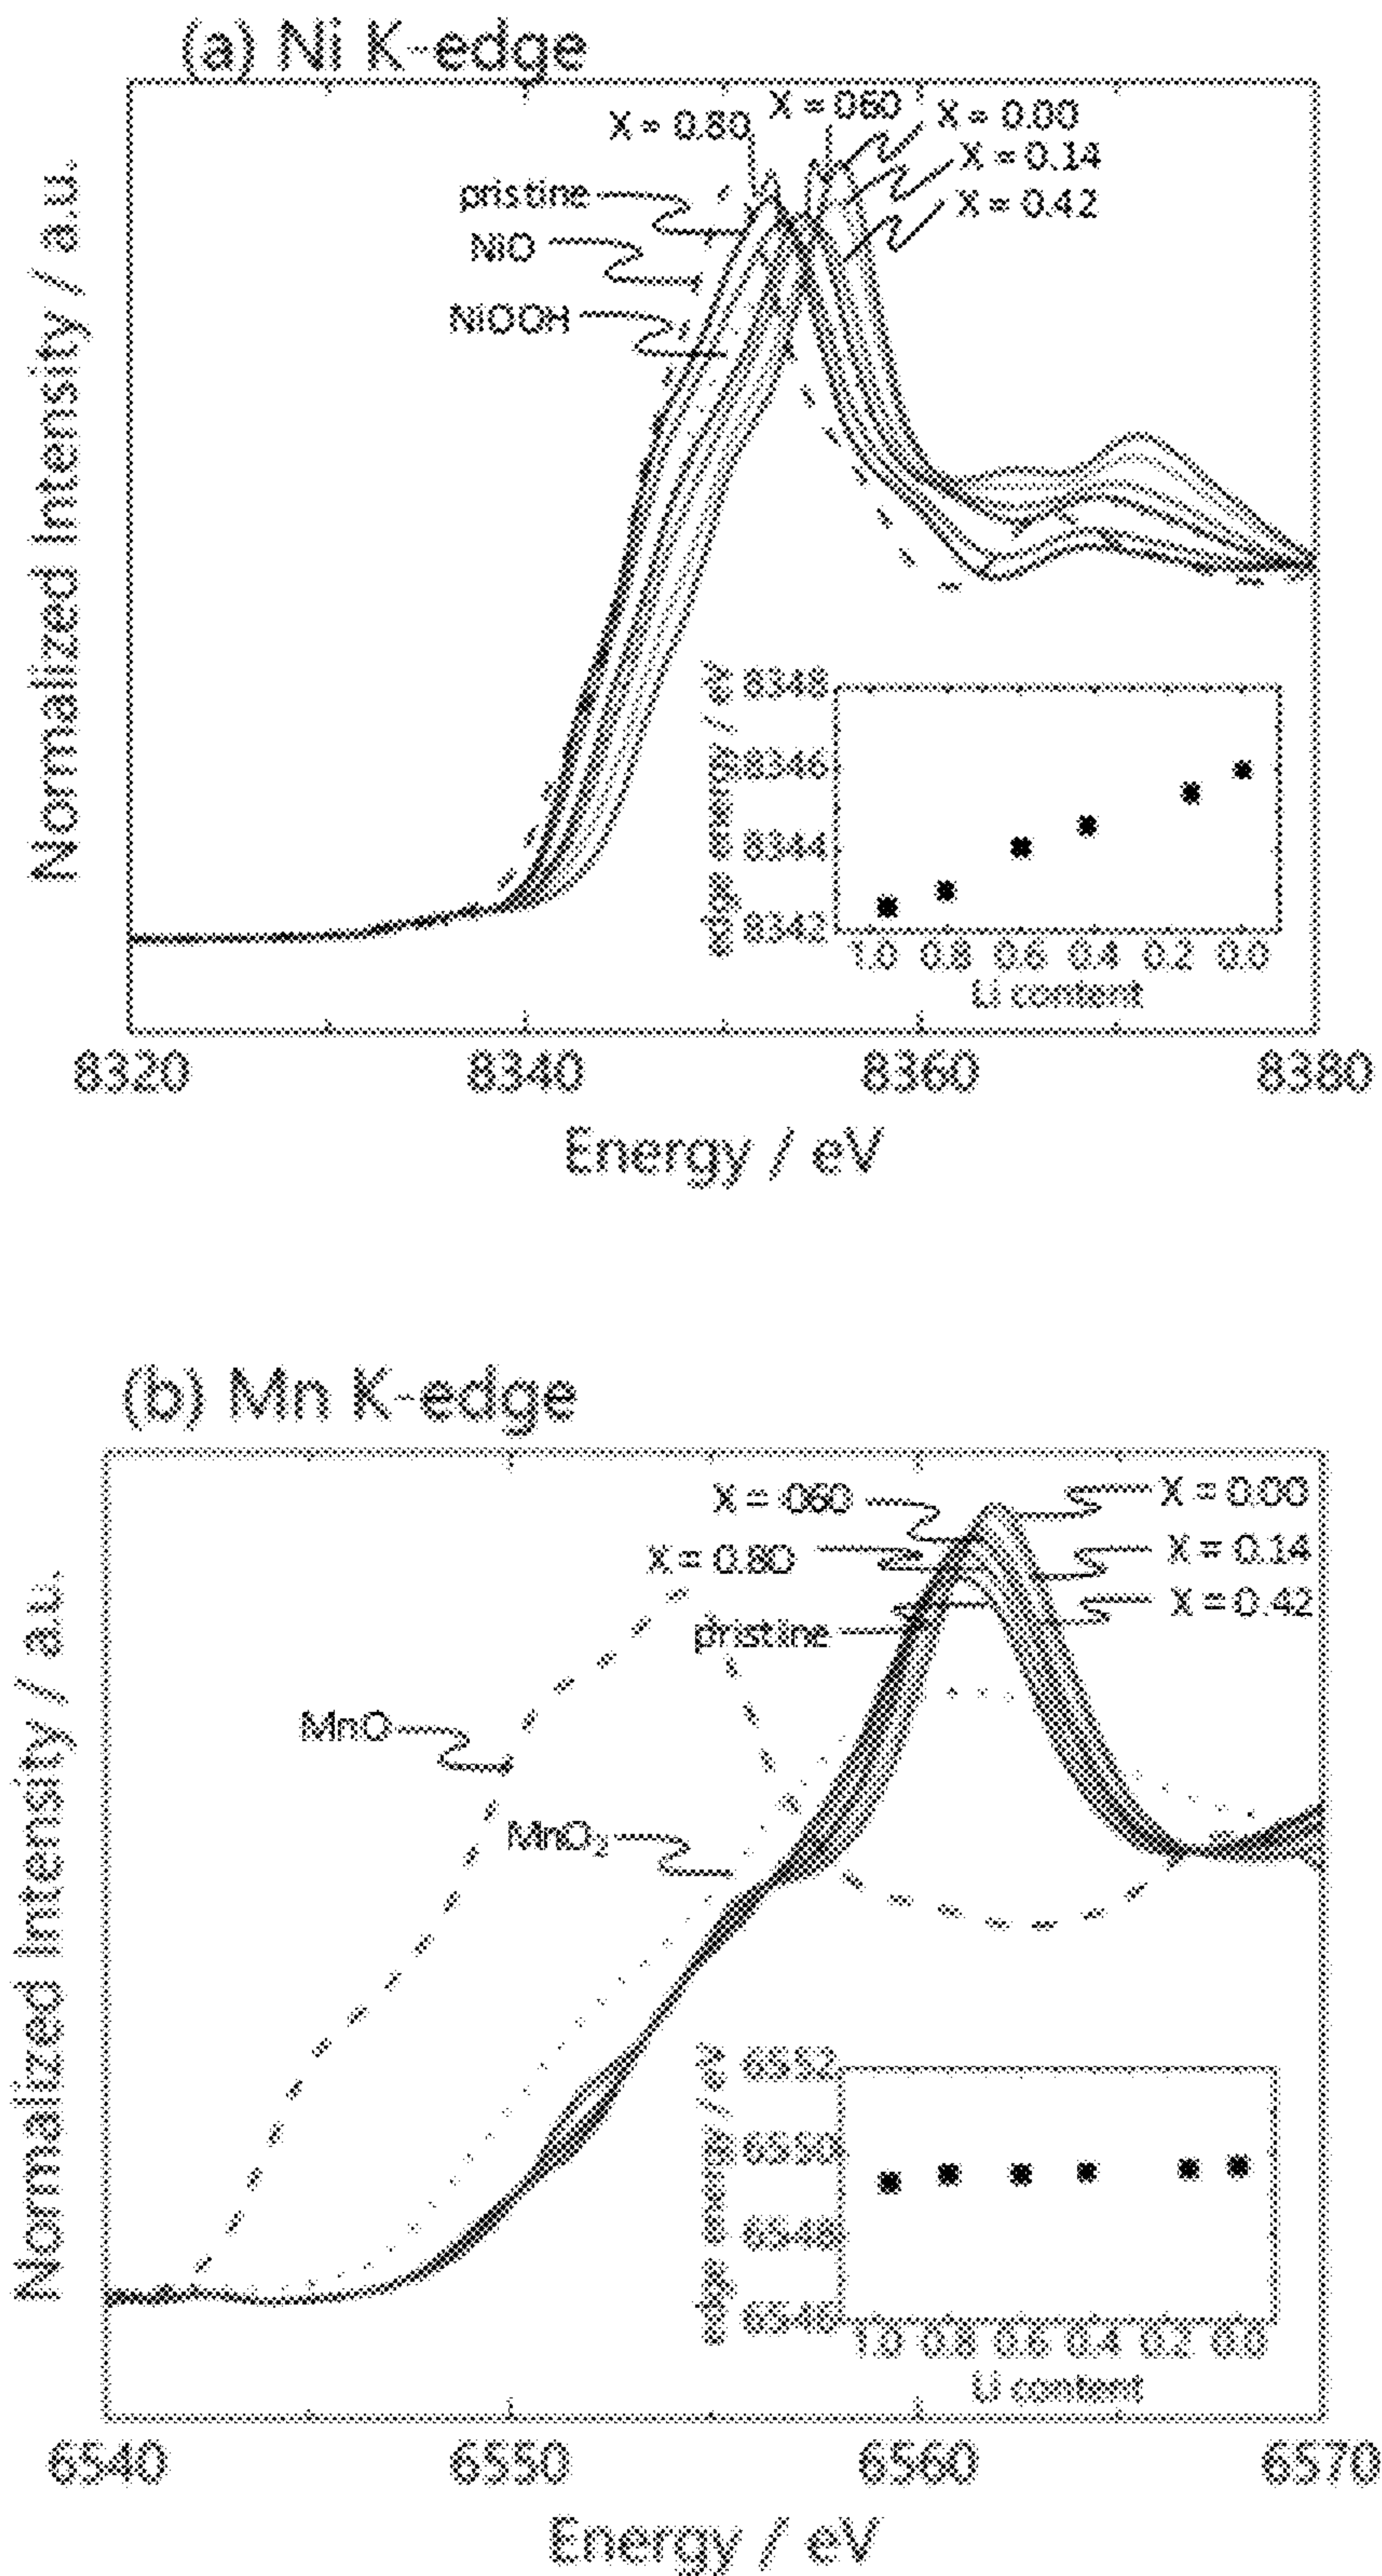 (a) Ni K-edge
X = 0.80
X = 060
X = 0.00
X = 0.14
X = 0.42
pristine
NiO
NiOOH
Normalized Intensity / a.u.
8348
8346
8344
8342
1.0 0.8 0.6 0.4 0.2 0.0
Li content
8320 8340 8360 8380
Energy / eV
(b) Mn K-edge
X = 060
X = 0.00
X = 0.80
X = 0.14
X = 0.42
pristine
MnO
MnO₂
Normalized Intensity / a.u.
6552
6550
6548
6546
1.0 0.8 0.6 0.4 0.2 0.0
Li content
6540 6550 6560 6570
Energy / eV